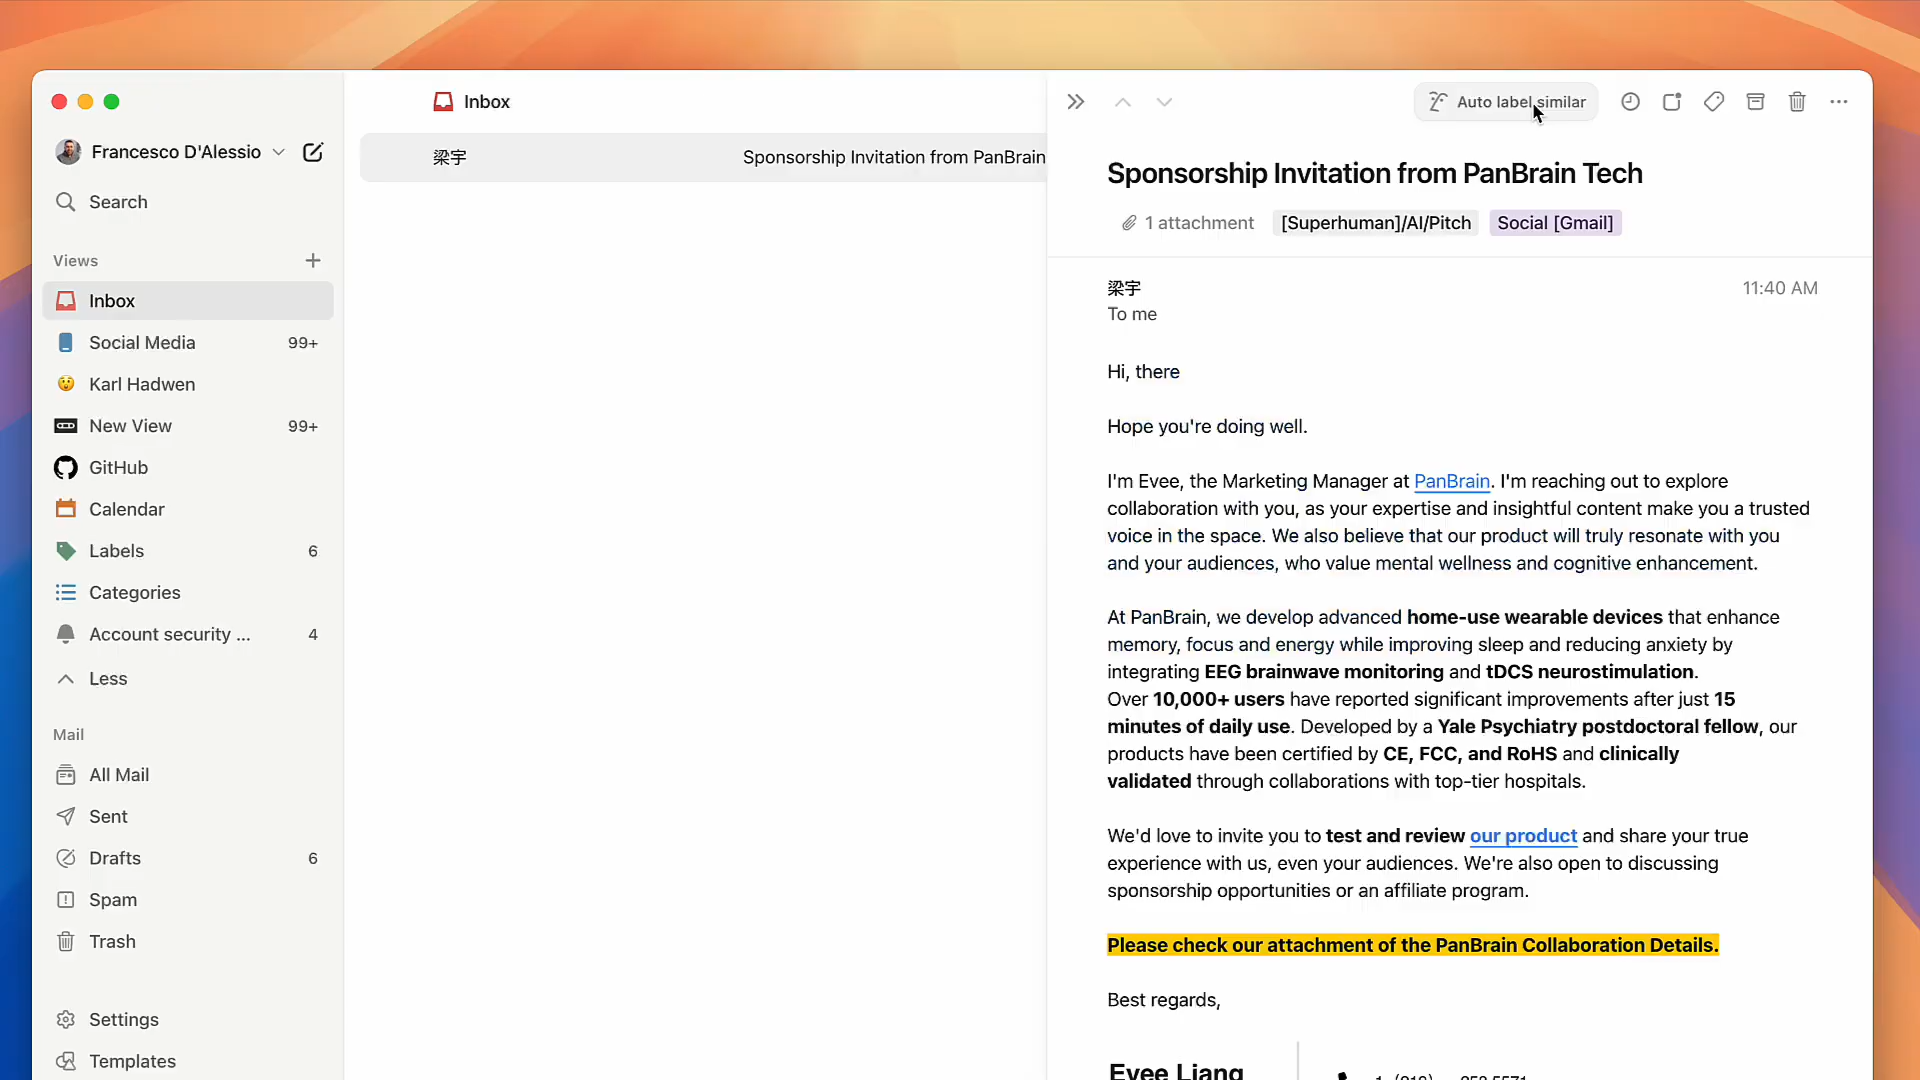 Francesco D'Alessio
Search
Views
Inbox
Social Media 99+
Karl Hadwen
New View 99+
GitHub
Calendar
Labels 6
Categories
Account security ... 4
Less
Mail
All Mail
Sent
Drafts 6
Spam
Trash
Settings
Templates
Inbox
梁宇 Sponsorship Invitation from PanBrain
Auto label similar
Sponsorship Invitation from PanBrain Tech
1 attachment [Superhuman]/AI/Pitch Social [Gmail]
梁宇 11:40 AM
To me
Hi, there
Hope you're doing well.
I'm Evee, the Marketing Manager at PanBrain. I'm reaching out to explore
collaboration with you, as your expertise and insightful content make you a trusted
voice in the space. We also believe that our product will truly resonate with you
and your audiences, who value mental wellness and cognitive enhancement.
At PanBrain, we develop advanced home-use wearable devices that enhance
memory, focus and energy while improving sleep and reducing anxiety by
integrating EEG brainwave monitoring and tDCS neurostimulation.
Over 10,000+ users have reported significant improvements after just 15
minutes of daily use. Developed by a Yale Psychiatry postdoctoral fellow, our
products have been certified by CE, FCC, and RoHS and clinically
validated through collaborations with top-tier hospitals.
We'd love to invite you to test and review our product and share your true
experience with us, even your audiences. We're also open to discussing
sponsorship opportunities or an affiliate program.
Please check our attachment of the PanBrain Collaboration Details.
Best regards,
Evee Liang